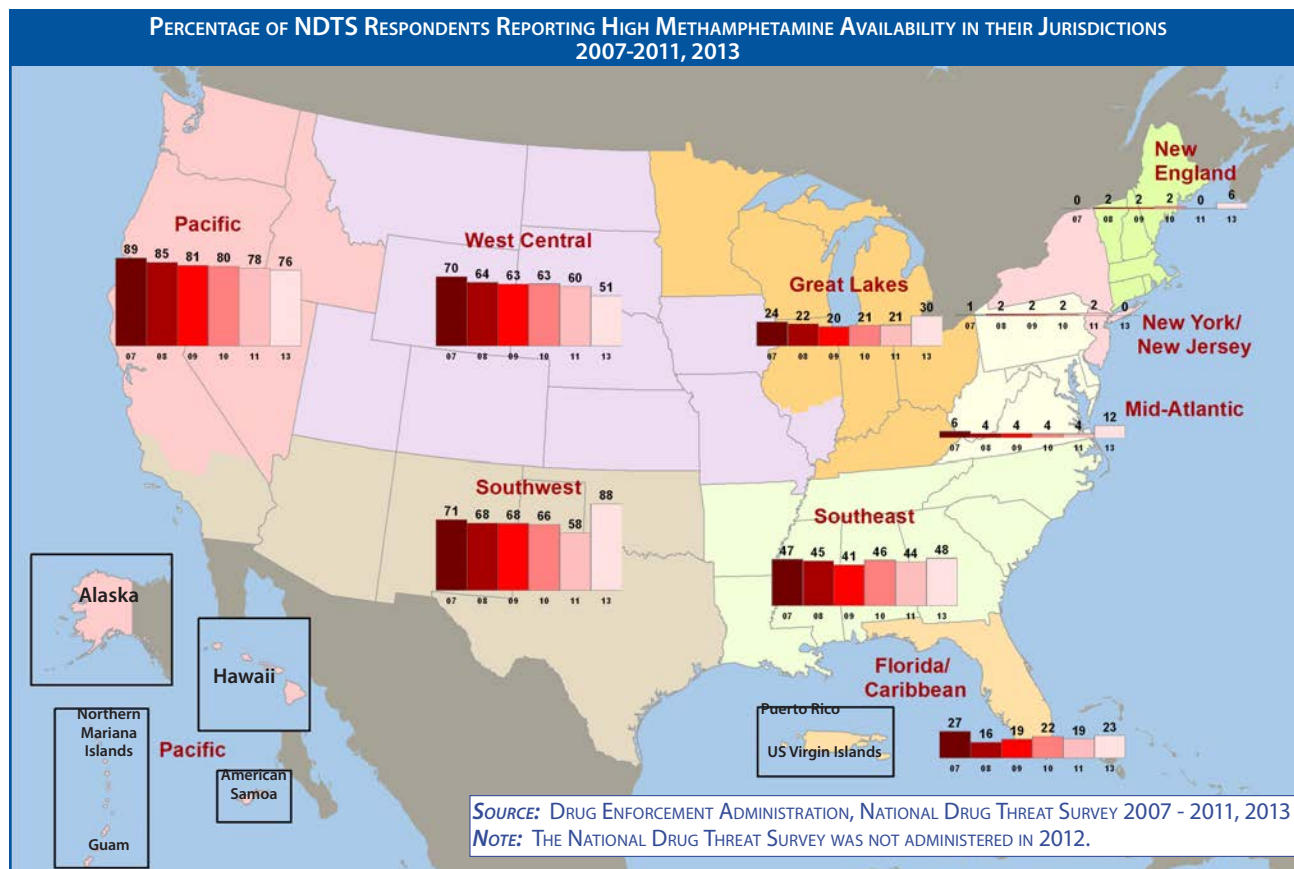 PERCENTAGE OF NDTS RESPONDENTS REPORTING HIGH METHAMPHETAMINE AVAILABILITY IN THEIR JURISDICTIONS
2007-2011, 2013
New
England
0 2 2 2 0 6
07 08 09 10 11 13
Pacific
89 85 81 80 78 76
07 08 09 10 11 13
West Central
70 64 63 63 60 51
07 08 09 10 11 13
Great Lakes
24 22 20 21 21 30
07 08 09 10 11 13
1 2 2 2 2 0
07 08 09 10 11 13
New York/
New Jersey
Mid-Atlantic
6 4 4 4 4 12
07 08 09 10 11 13
Southwest
71 68 68 66 58 88
07 08 09 10 11 13
Southeast
47 45 41 46 44 48
07 08 09 10 11 13
Alaska
Hawaii
Florida/
Caribbean
27 16 19 22 19 23
07 08 09 10 11 13
Puerto Rico
US Virgin Islands
Northern
Mariana
Islands
Pacific
American
Samoa
Guam
SOURCE: DRUG ENFORCEMENT ADMINISTRATION, NATIONAL DRUG THREAT SURVEY 2007 - 2011, 2013
NOTE: THE NATIONAL DRUG THREAT SURVEY WAS NOT ADMINISTERED IN 2012.